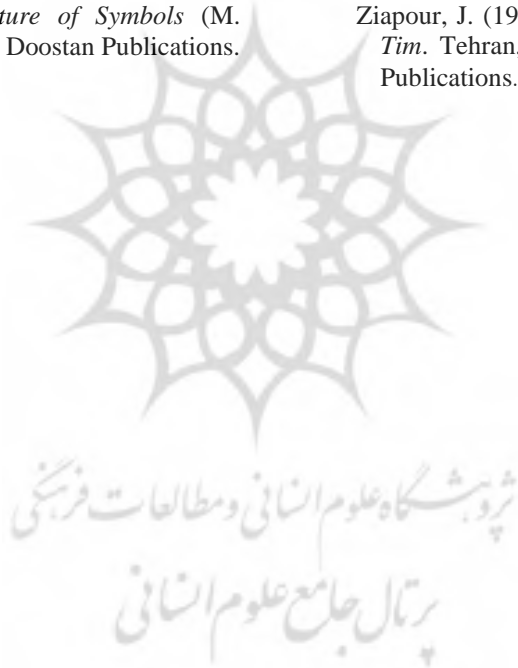 ture of Symbols (M.
Doostan Publications.
Ziapour, J. (19
Tim. Tehran,
Publications.
پژوهشگاه علوم انسانی و مطالعات فرهنگی
پرتال جامع علوم انسانی